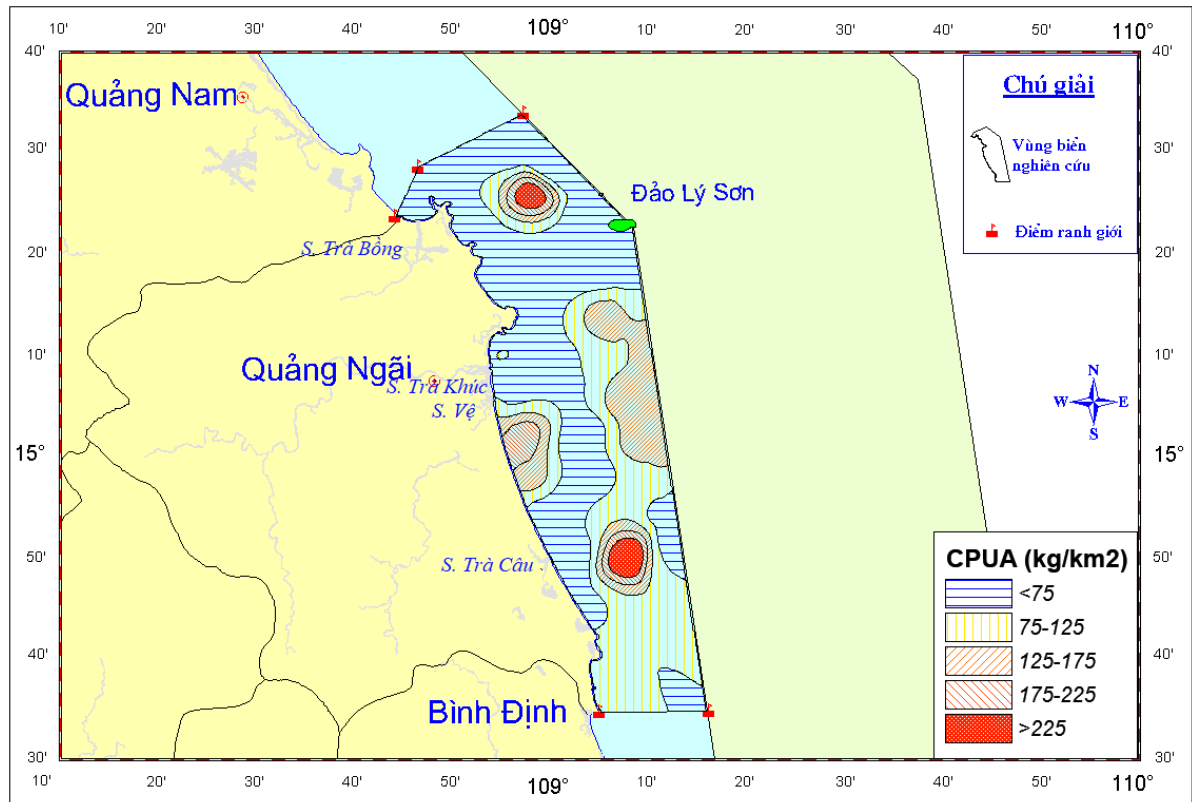 10' 20' 30' 40' 50' 109° 10' 20' 30' 40' 50' 110°
40' 40'
Quảng Nam
Chú giải
Vùng biển
nghiên cứu
Điểm ranh giới
30' 30'
Đảo Lý Sơn
S. Trà Bồng
20' 20'
10' 10'
Quảng Ngãi
S. Trà Khúc
S. Vệ
N
W E
S
15° 15°
S. Trà Câu
50' 50'
CPUA (kg/km2)
<75
75-125
125-175
175-225
>225
40' 40'
Bình Định
30' 30'
10' 20' 30' 40' 50' 109° 10' 20' 30' 40' 50' 110°